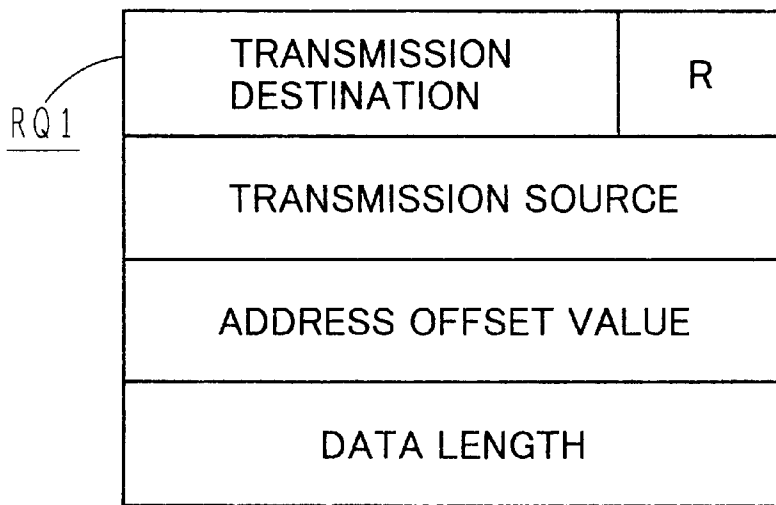 TRANSMISSION
DESTINATION
R
RQ1
TRANSMISSION SOURCE
ADDRESS OFFSET VALUE
DATA LENGTH